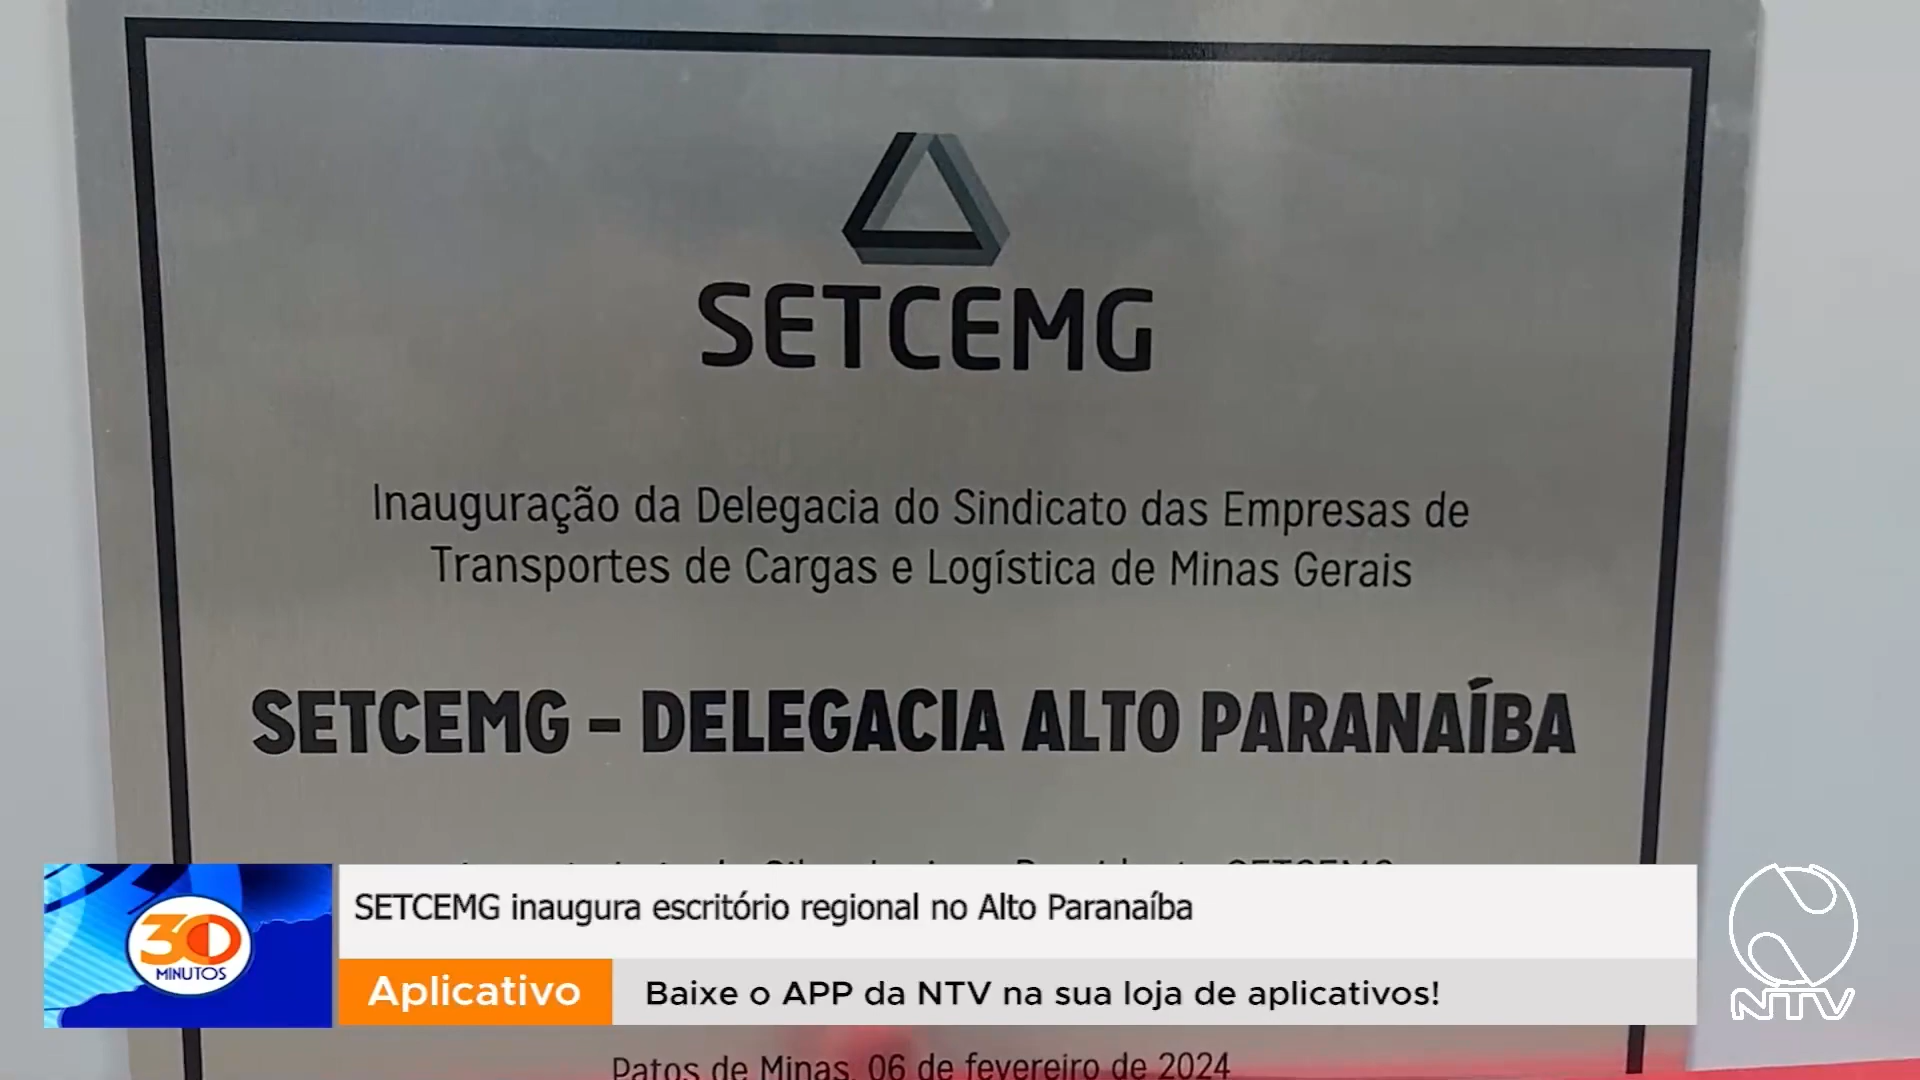 SETCEMG
Inauguração da Delegacia do Sindicato das Empresas de
Transportes de Cargas e Logística de Minas Gerais
SETCEMG – DELEGACIA ALTO PARANAÍBA
30
MINUTOS
SETCEMG inaugura escritório regional no Alto Paranaíba
Aplicativo
Baixe o APP da NTV na sua loja de aplicativos!
NTV
Patos de Minas, 06 de fevereiro de 2024